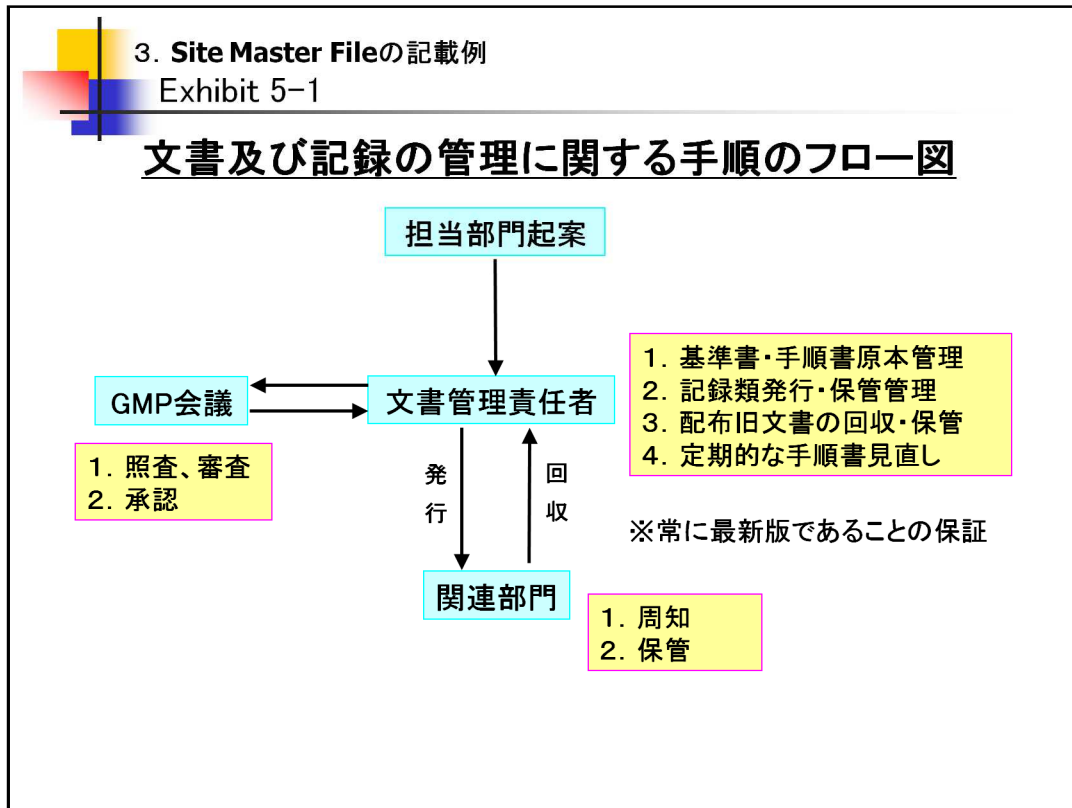 ３．Site Master Fileの記載例
Exhibit 5-1
文書及び記録の管理に関する手順のフロー図
担当部門起案
１．基準書・手順書原本管理
２．記録類発行・保管管理
３．配布旧文書の回収・保管
４．定期的な手順書見直し
GMP会議
文書管理責任者
１．照査、審査
２．承認
発行
回収
※常に最新版であることの保証
関連部門
１．周知
２．保管